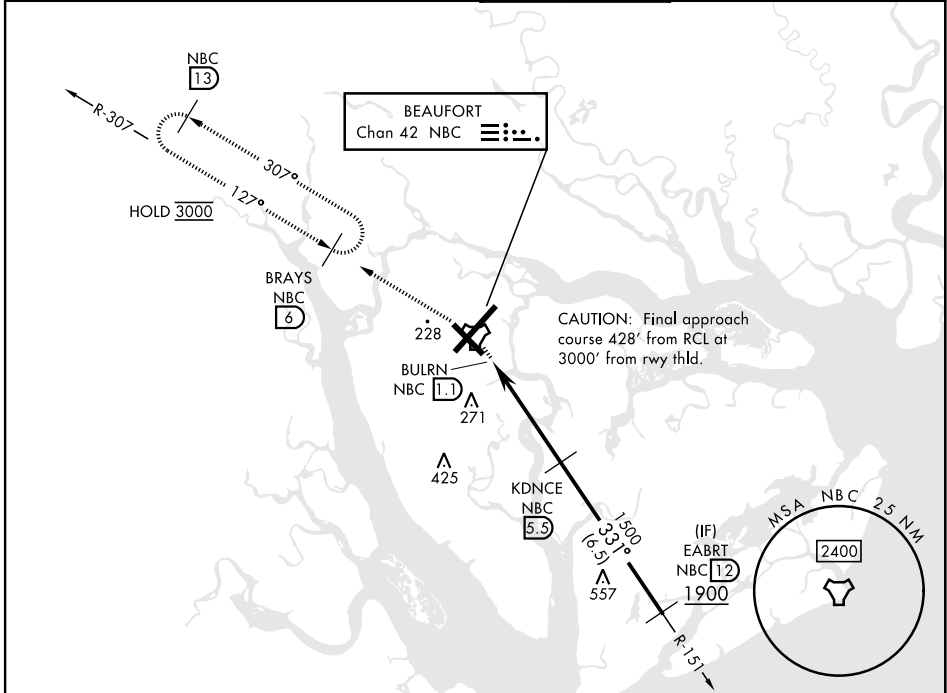 NBC
13
R-307
307°
127°
HOLD 3000
BRAYS
NBC
6
BEAUFORT
Chan 42 NBC
228
BULRN
NBC 1.1
271
425
CAUTION: Final approach
course 428' from RCL at
3000' from rwy thld.
KDNCE
NBC
5.5
1500
331°
(6.5)
557
(IF)
EABRT
NBC 12
1900
R-151
MSA NBC 25 NM
2400